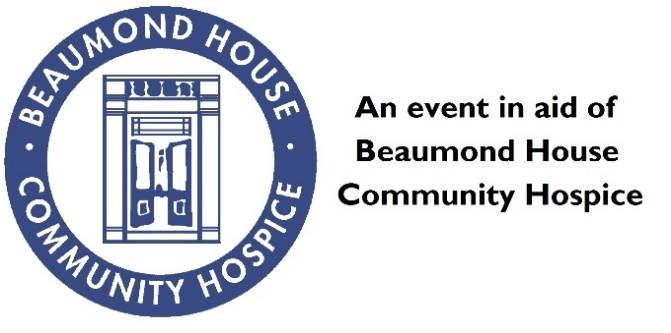 BEAUMOND HOUSE
COMMUNITY HOSPICE
An event in aid of
Beaumond House
Community Hospice